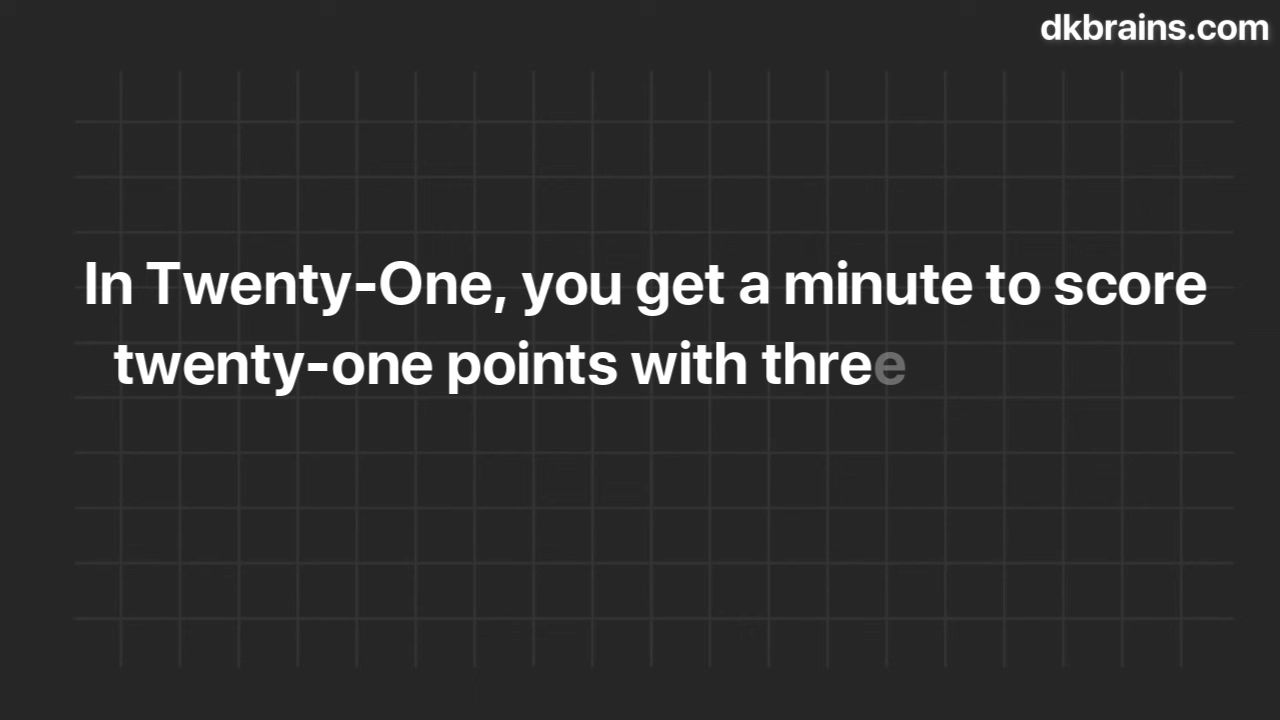 dkbrains.com
In Twenty-One, you get a minute to score
twenty-one points with three